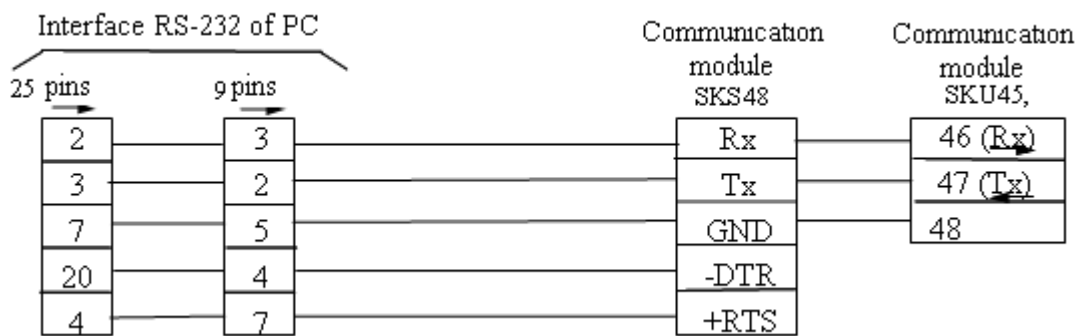 Interface RS-232 of PC
25 pins
9 pins
Communication
module
SKS48
Communication
module
SKU45,
2
3
Rx
46 (Rx)
3
2
Tx
47 (Tx)
7
5
GND
48
20
4
-DTR
4
7
+RTS